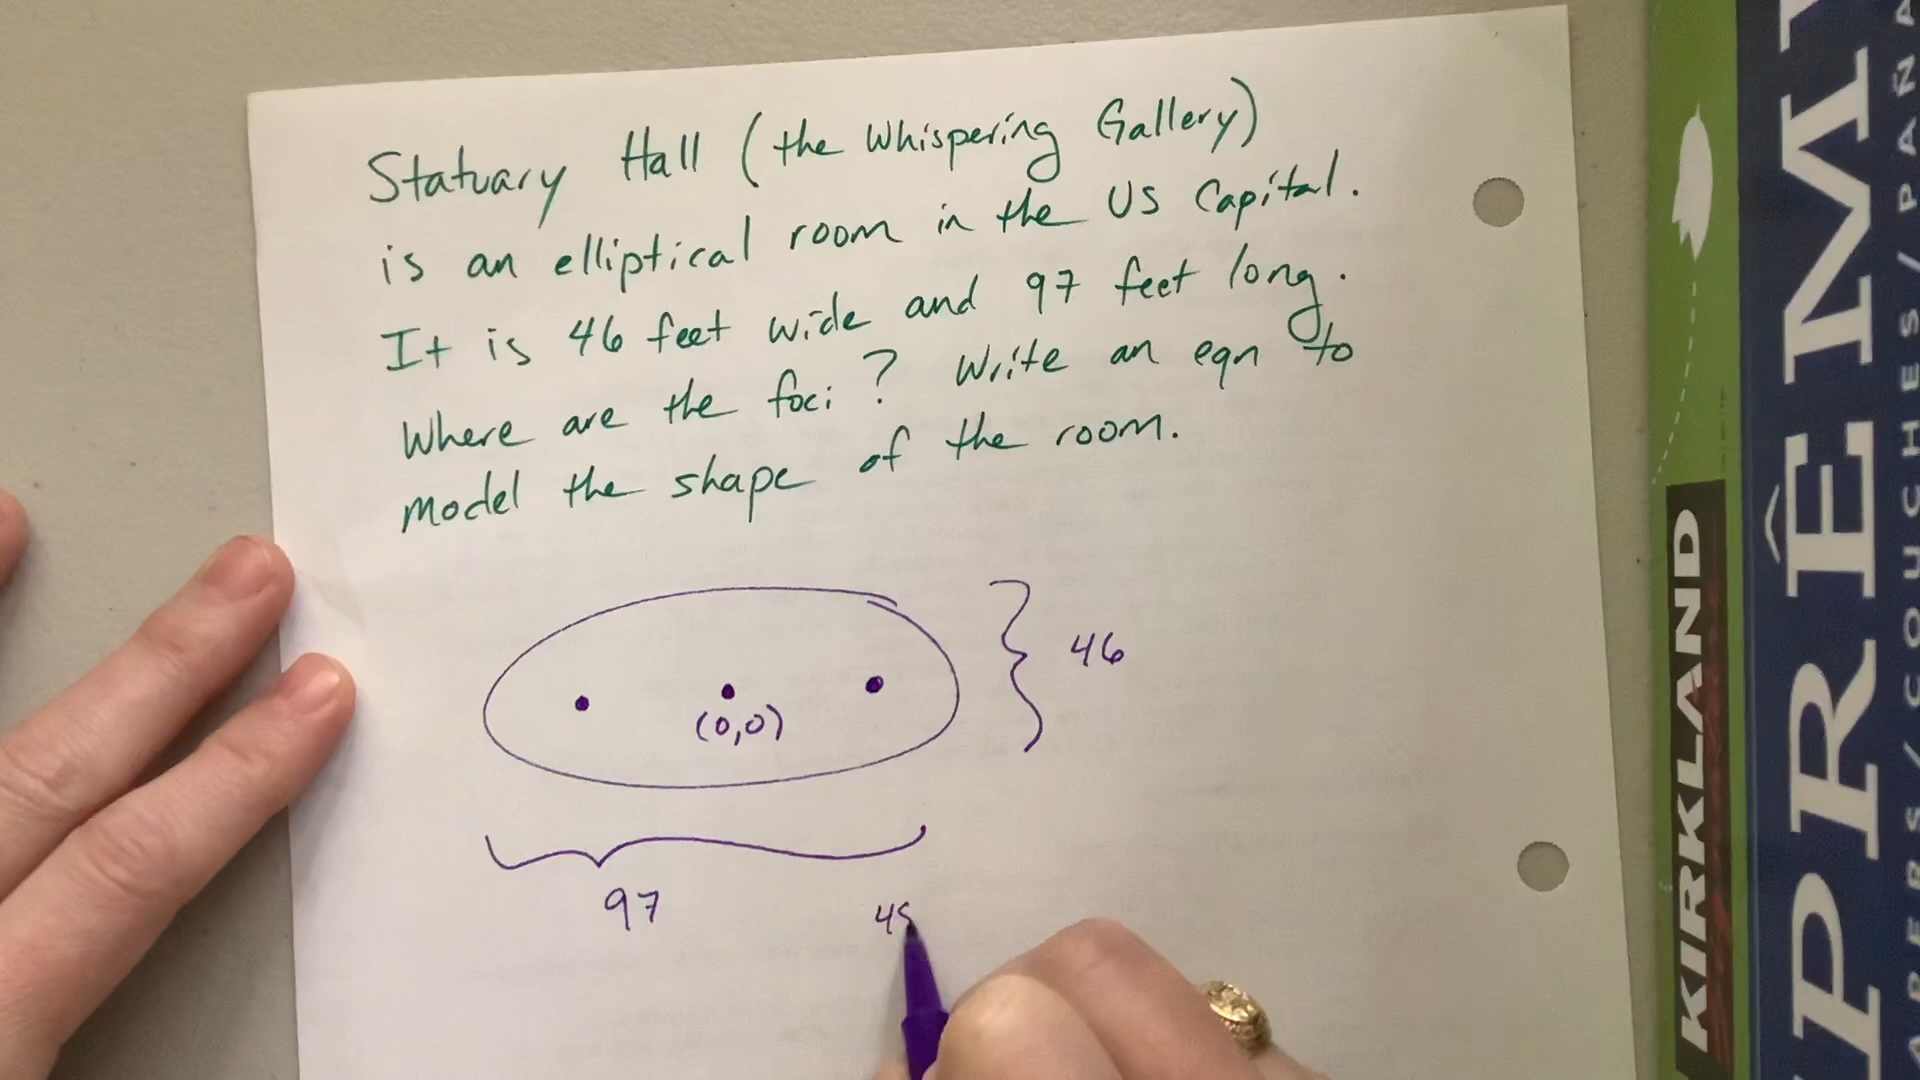 Statuary Hall (the Whispering Gallery)
is an elliptical room in the US Capital.
It is 46 feet wide and 97 feet long.
Where are the foci? Write an eqn to
model the shape of the room.
46
(0,0)
97
KIRKLAND